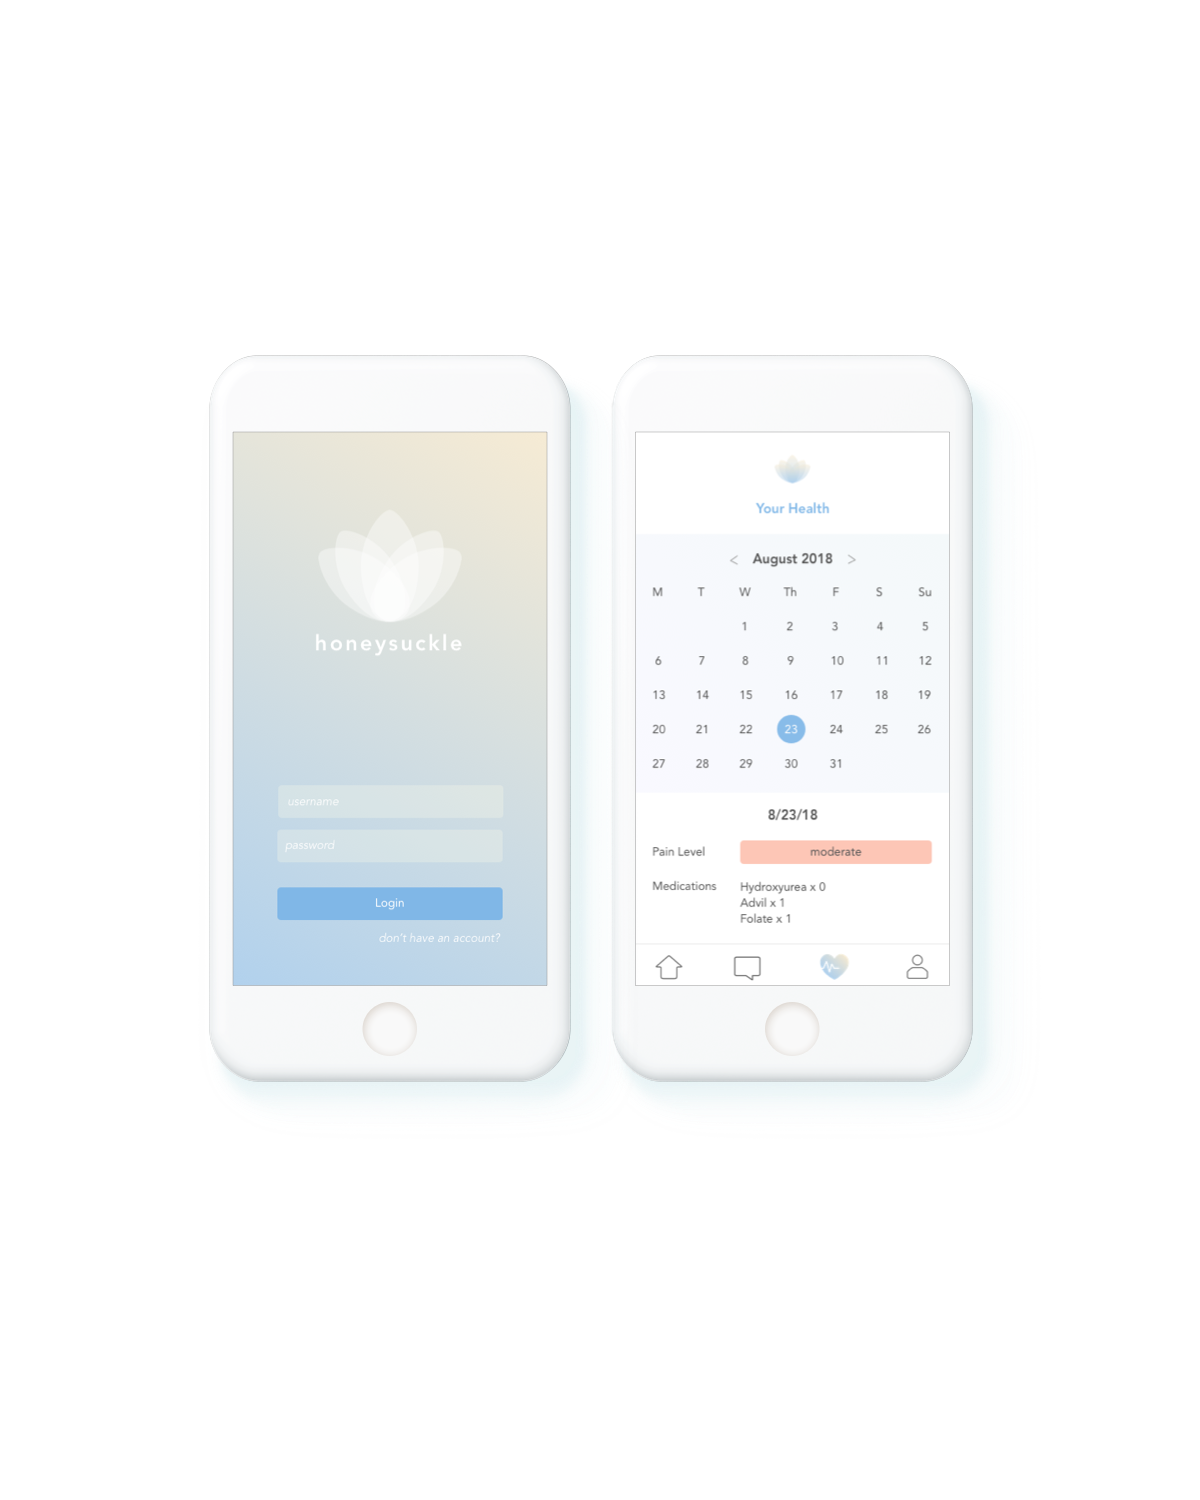 honeysuckle
username
password
Login
don't have an account?
Your Health
< August 2018 >
M T W Th F S Su
1 2 3 4 5
6 7 8 9 10 11 12
13 14 15 16 17 18 19
20 21 22 23 24 25 26
27 28 29 30 31
8/23/18
Pain Level moderate
Medications Hydroxyurea x 0
Advil x 1
Folate x 1